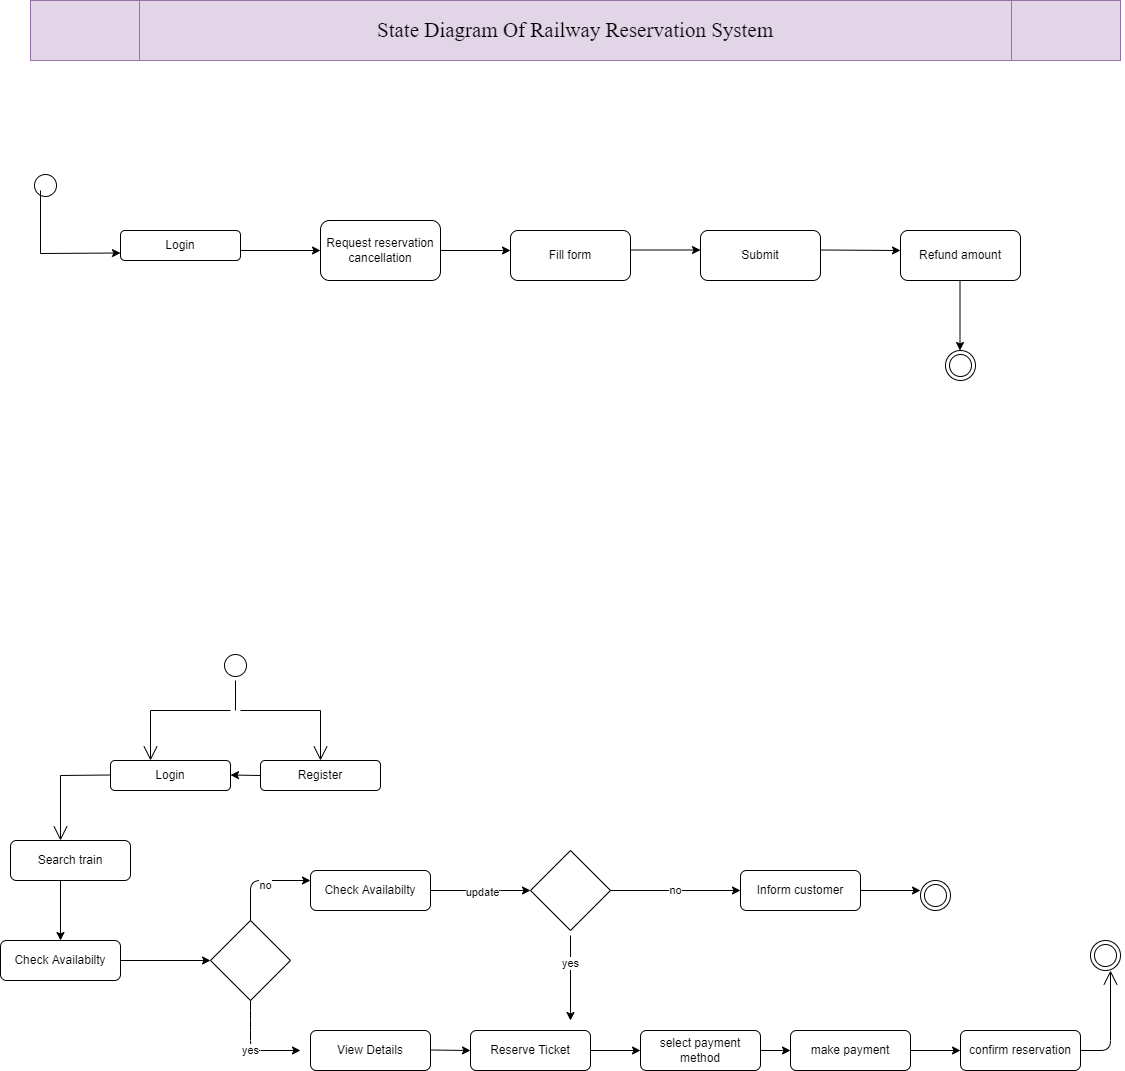 State Diagram Of Railway Reservation System
Login
Request reservation
cancellation
Fill form
Submit
Refund amount
Login
Register
Search train
no
Check Availabilty
update
no
Inform customer
Check Availabilty
yes
yes
View Details
Reserve Ticket
select payment
method
make payment
confirm reservation